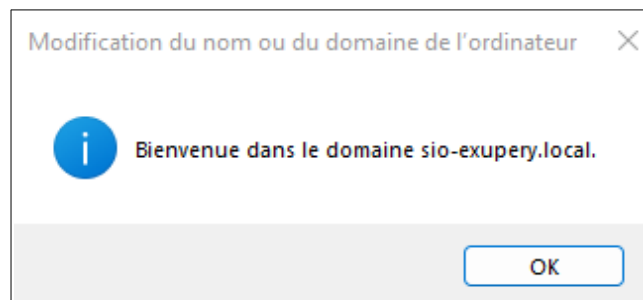 Modification du nom ou du domaine de l'ordinateur
Bienvenue dans le domaine sio-exupery.local.
OK